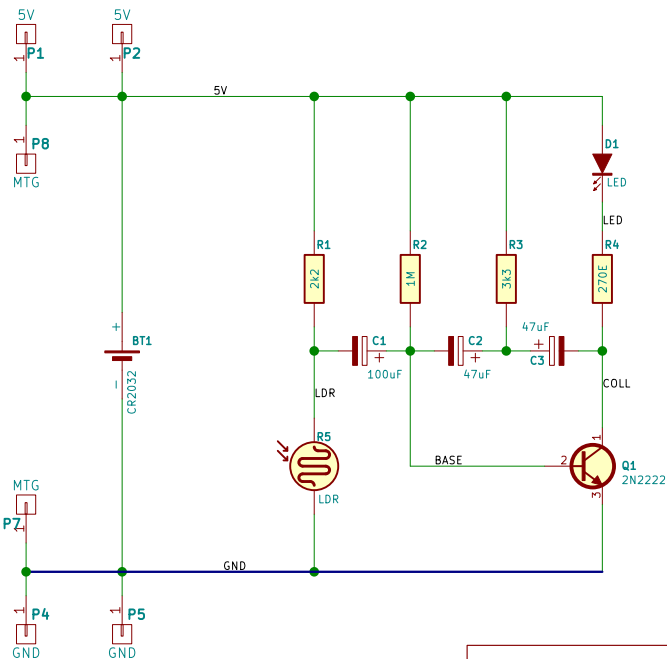 5V
5V
1
P1
1
P2
5V
1
P8
MTG
D1
LED
LED
R1
2k2
R2
1M
R3
3k3
R4
270E
+
BT1
-
CR2032
C1
+
100uF
C2
+
47uF
47uF
+
C3
LDR
COLL
R5
LDR
BASE
1
2
3
Q1
2N2222
MTG
P7
1
GND
1
P4
GND
1
P5
GND